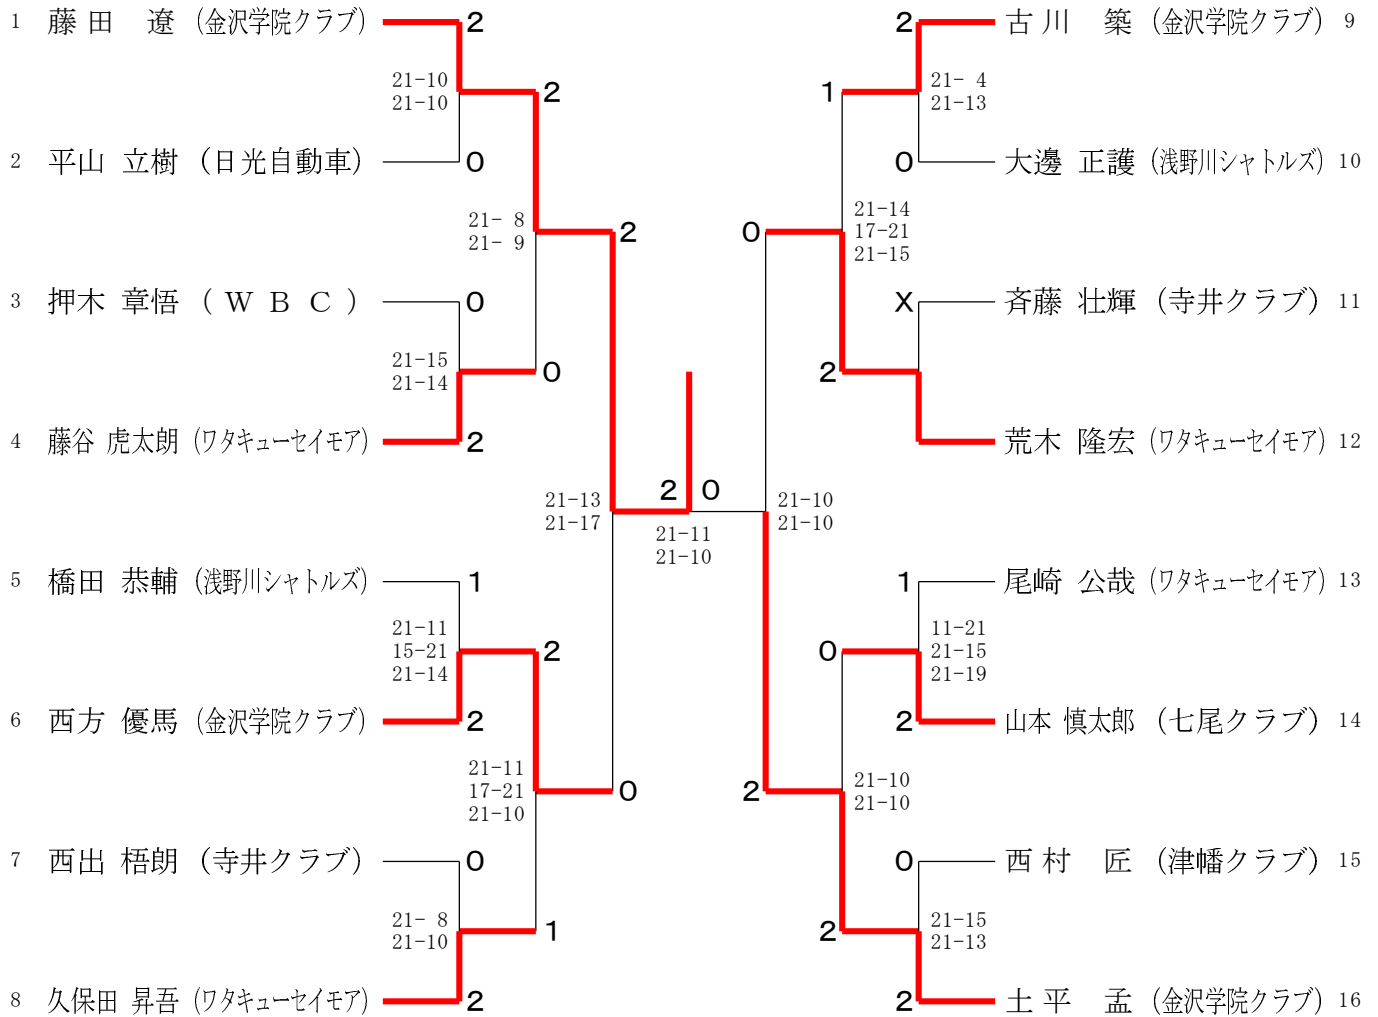 1 藤田　遼 (金沢学院クラブ) 2
21-10
21-10
2
2 平山 立樹 (日光自動車) 0
21- 8
21- 9
2
3 押木 章悟 (ＷＢＣ) 0
21-15
21-14
0
4 藤谷 虎太朗 (ワタキューセイモア) 2
21-13
21-17
2
5 橋田 恭輔 (浅野川シャトルズ) 1
21-11
15-21
21-14
2
6 西方 優馬 (金沢学院クラブ) 2
21-11
17-21
21-10
0
7 西出 梧朗 (寺井クラブ) 0
21- 8
21-10
1
8 久保田 昇吾 (ワタキューセイモア) 2
21-11
21-10
2 古川　築 (金沢学院クラブ) 9
1
21- 4
21-13
0 大邊 正護 (浅野川シャトルズ) 10
0
21-14
17-21
21-15
X 斉藤 壮輝 (寺井クラブ) 11
2
荒木 隆宏 (ワタキューセイモア) 12
0
21-10
21-10
1 尾崎 公哉 (ワタキューセイモア) 13
0
11-21
21-15
21-19
2 山本 慎太郎 (七尾クラブ) 14
2
21-10
21-10
0 西村　匠 (津幡クラブ) 15
2
21-15
21-13
2 土平　孟 (金沢学院クラブ) 16